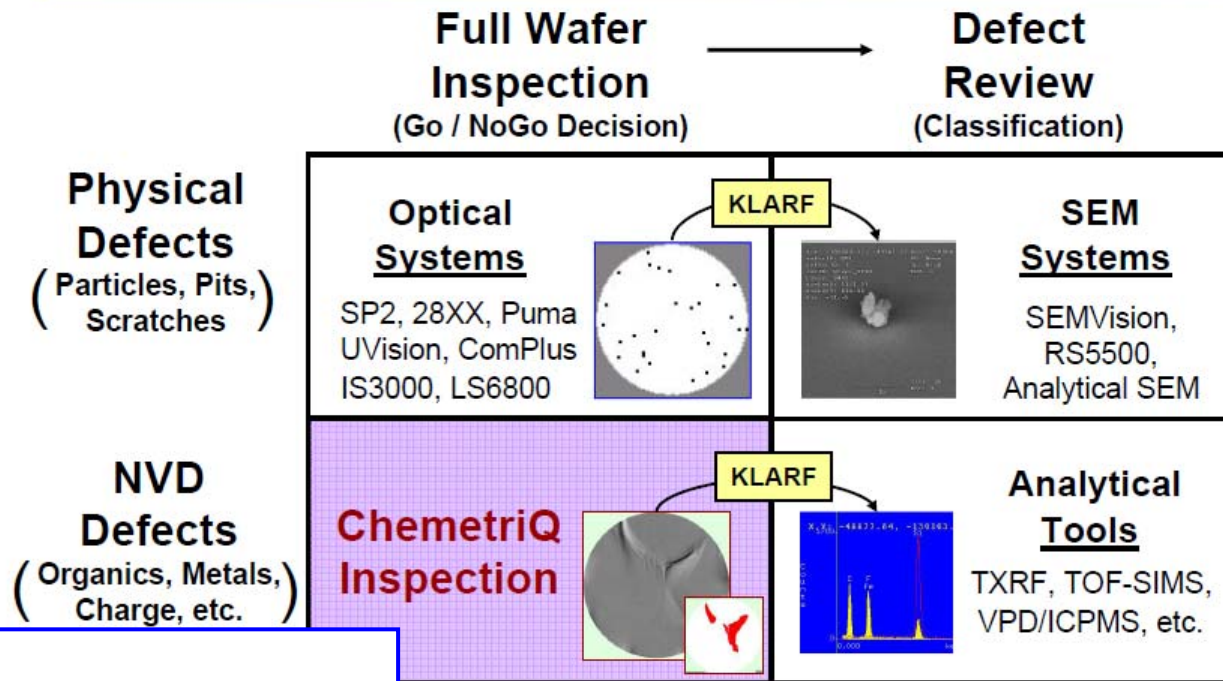 Full Wafer
Inspection
(Go / NoGo Decision)
Defect
Review
(Classification)
Physical
Defects
(Particles, Pits,
Scratches)
Optical
Systems
SP2, 28XX, Puma
UVision, ComPlus
IS3000, LS6800
KLARF
SEM
Systems
SEMVision,
RS5500,
Analytical SEM
NVD
Defects
(Organics, Metals,
Charge, etc.)
ChemetriQ
Inspection
KLARF
Analytical
Tools
TXRF, TOF-SIMS,
VPD/ICPMS, etc.